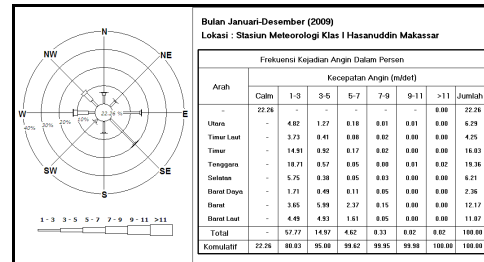 Bulan Januari-Desember (2009)
Lokasi : Stasiun Meteorologi Klas I Hasanuddin Makassar
N
NW NE
W E
40% 30% 20% 10% 22.26 %
SW SE
S
1 - 3 3 - 5 5 - 7 7 - 9 9 - 11 >11
Frekuensi Kejadian Angin Dalam Persen
Arah Kecepatan Angin (m/det)
Calm 1-3 3-5 5-7 7-9 9-11 >11 Jumlah
- 22.26 - - - - - 0.00 22.26
Utara - 4.82 1.27 0.18 0.01 0.01 0.00 6.29
Timur Laut - 3.73 0.41 0.08 0.02 0.00 0.00 4.25
Timur - 14.91 0.92 0.17 0.02 0.00 0.00 16.03
Tenggara - 18.71 0.57 0.05 0.00 0.01 0.02 19.36
Selatan - 5.75 0.38 0.05 0.03 0.00 0.00 6.21
Barat Daya - 1.71 0.49 0.11 0.05 0.00 0.00 2.36
Barat - 3.65 5.99 2.37 0.15 0.00 0.00 12.17
Barat Laut - 4.49 4.93 1.61 0.05 0.00 0.00 11.07
Total - 57.77 14.97 4.62 0.33 0.02 0.02 100.00
Komulatif 22.26 80.03 95.00 99.62 99.95 99.98 100.00 100.00